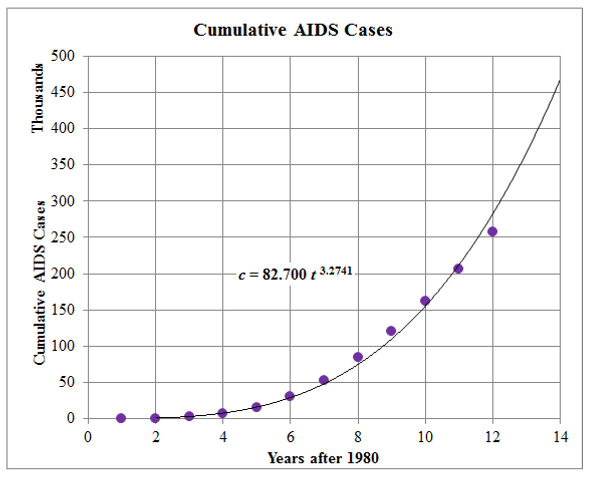 Cumulative AIDS Cases
Thousands
Cumulative AIDS Cases
500
450
400
350
300
250
200
150
100
50
0
c = 82.700 t 3.2741
0 2 4 6 8 10 12 14
Years after 1980